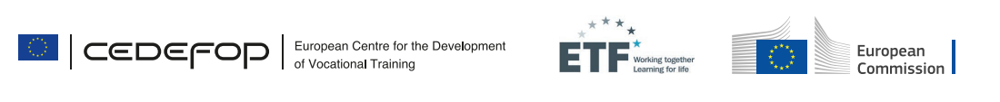 CEDEFOP
European Centre for the Development
of Vocational Training
ETF
Working together
Learning for life
European
Commission